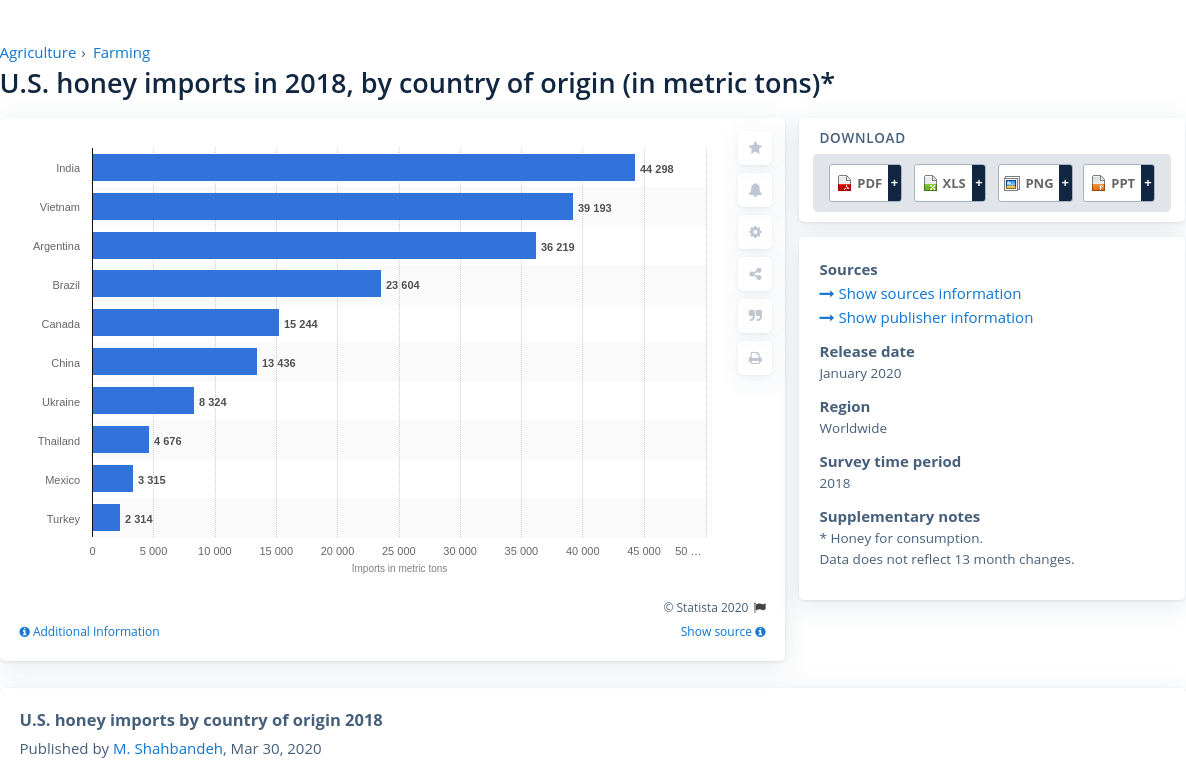 Agriculture › Farming
U.S. honey imports in 2018, by country of origin (in metric tons)*
India 44 298
Vietnam 39 193
Argentina 36 219
Brazil 23 604
Canada 15 244
China 13 436
Ukraine 8 324
Thailand 4 676
Mexico 3 315
Turkey 2 314
0 5 000 10 000 15 000 20 000 25 000 30 000 35 000 40 000 45 000 50 …
Imports in metric tons
© Statista 2020
Additional Information
Show source
DOWNLOAD
PDF + XLS + PNG + PPT +
Sources
Show sources information
Show publisher information
Release date
January 2020
Region
Worldwide
Survey time period
2018
Supplementary notes
* Honey for consumption.
Data does not reflect 13 month changes.
U.S. honey imports by country of origin 2018
Published by M. Shahbandeh, Mar 30, 2020